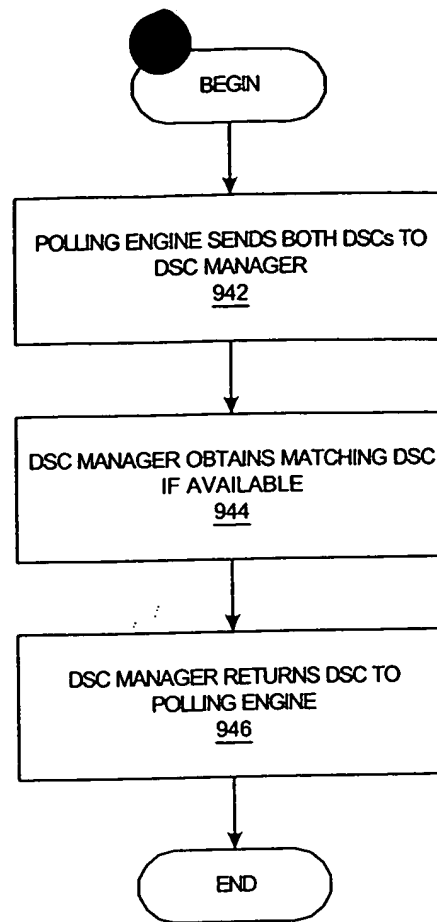 BEGIN
POLLING ENGINE SENDS BOTH DSCs TO
DSC MANAGER
942
DSC MANAGER OBTAINS MATCHING DSC
IF AVAILABLE
944
DSC MANAGER RETURNS DSC TO
POLLING ENGINE
946
END